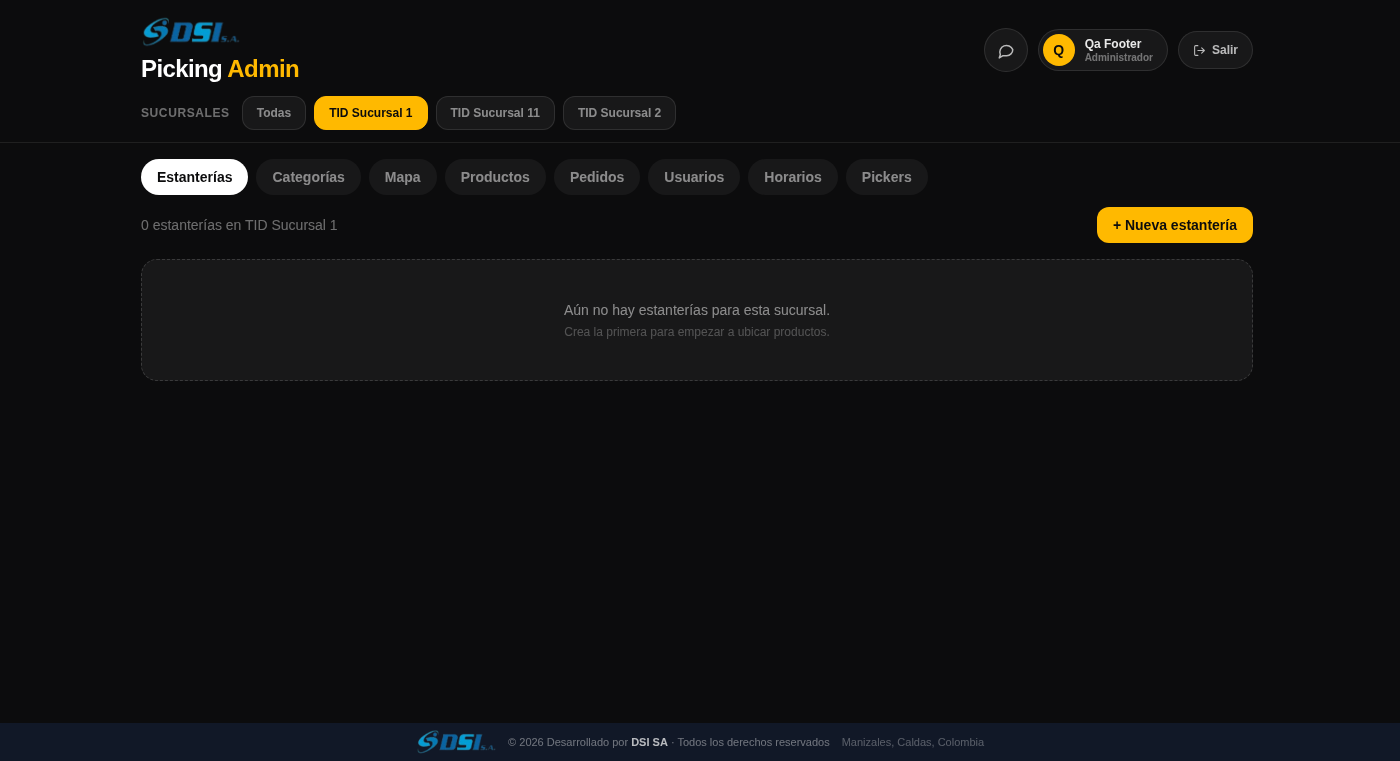 DSI S.A.
Picking Admin
Q
Qa Footer
Administrador
Salir
SUCURSALES
Todas
TID Sucursal 1
TID Sucursal 11
TID Sucursal 2
Estanterías
Categorías
Mapa
Productos
Pedidos
Usuarios
Horarios
Pickers
0 estanterías en TID Sucursal 1
+ Nueva estantería
Aún no hay estanterías para esta sucursal.
Crea la primera para empezar a ubicar productos.
DSI S.A.
© 2026 Desarrollado por DSI SA · Todos los derechos reservados
Manizales, Caldas, Colombia